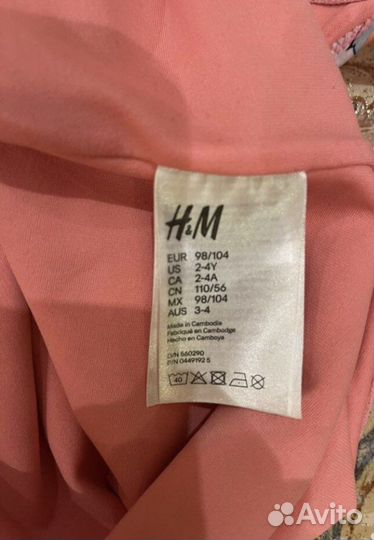 H&M
EUR 98/104
US 2-4Y
CA 2-4A
CN 110/56
MX 98/104
AUS 3-4
Made in Cambodia
Fabriqué en Cambodge
Hecho en Camboya
O/N 560290
P/N 0449192 5
40
Avito